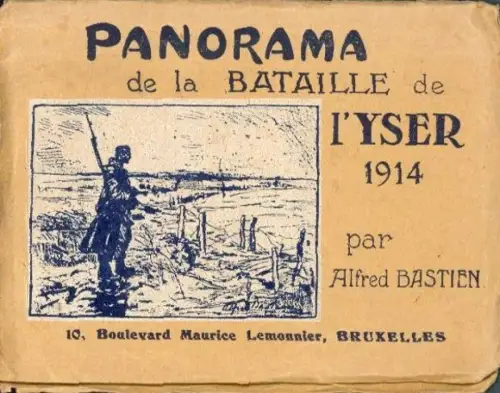 PANORAMA
de la BATAILLE de
l'YSER
1914
par
Alfred BASTIEN
10, Boulevard Maurice Lemonnier, BRUXELLES